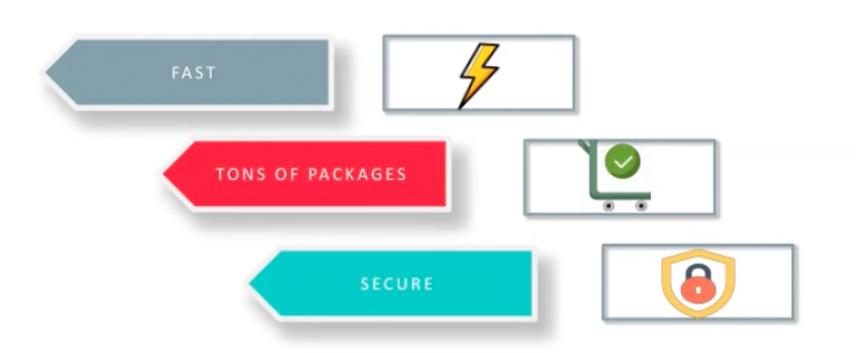 FAST
TONS OF PACKAGES
SECURE